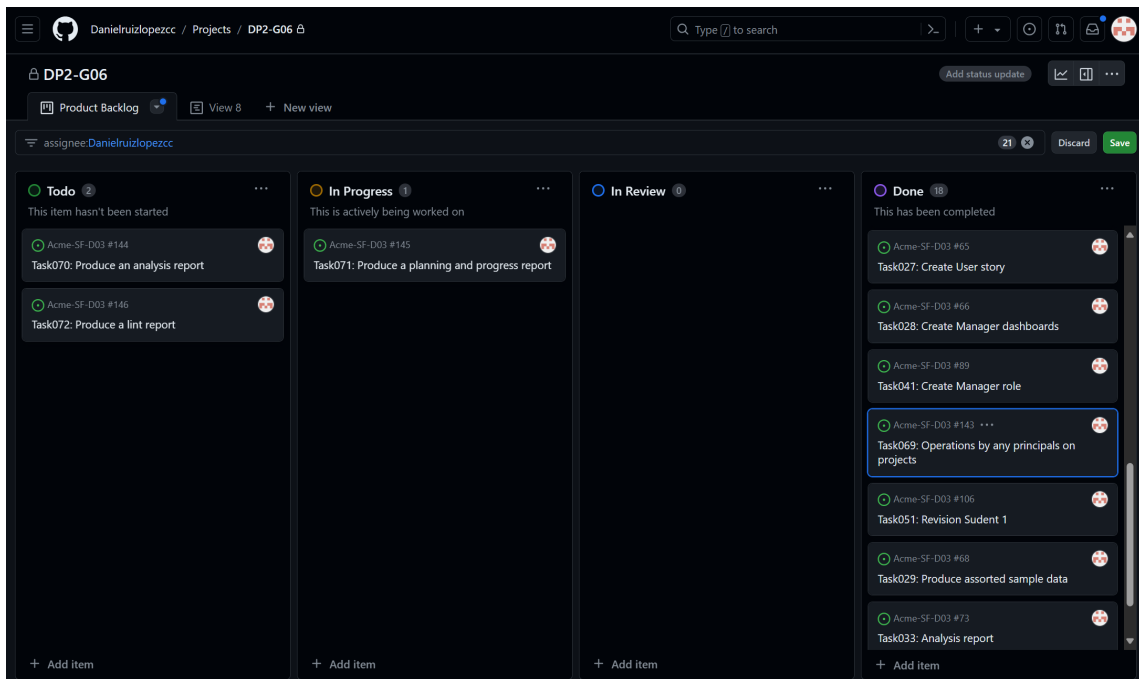 Danielruizlopezcc / Projects / DP2-G06
Type / to search
DP2-G06
Add status update
Product Backlog
View 8
+ New view
assignee:Danielruizlopezcc
21
Discard
Save
Todo 2
This item hasn't been started
Acme-SF-D03 #144
Task070: Produce an analysis report
Acme-SF-D03 #146
Task072: Produce a lint report
+ Add item
In Progress 1
This is actively being worked on
Acme-SF-D03 #145
Task071: Produce a planning and progress report
+ Add item
In Review 0
+ Add item
Done 18
This has been completed
Acme-SF-D03 #65
Task027: Create User story
Acme-SF-D03 #66
Task028: Create Manager dashboards
Acme-SF-D03 #89
Task041: Create Manager role
Acme-SF-D03 #143
Task069: Operations by any principals on
projects
Acme-SF-D03 #106
Task051: Revision Sudent 1
Acme-SF-D03 #68
Task029: Produce assorted sample data
Acme-SF-D03 #73
Task033: Analysis report
+ Add item